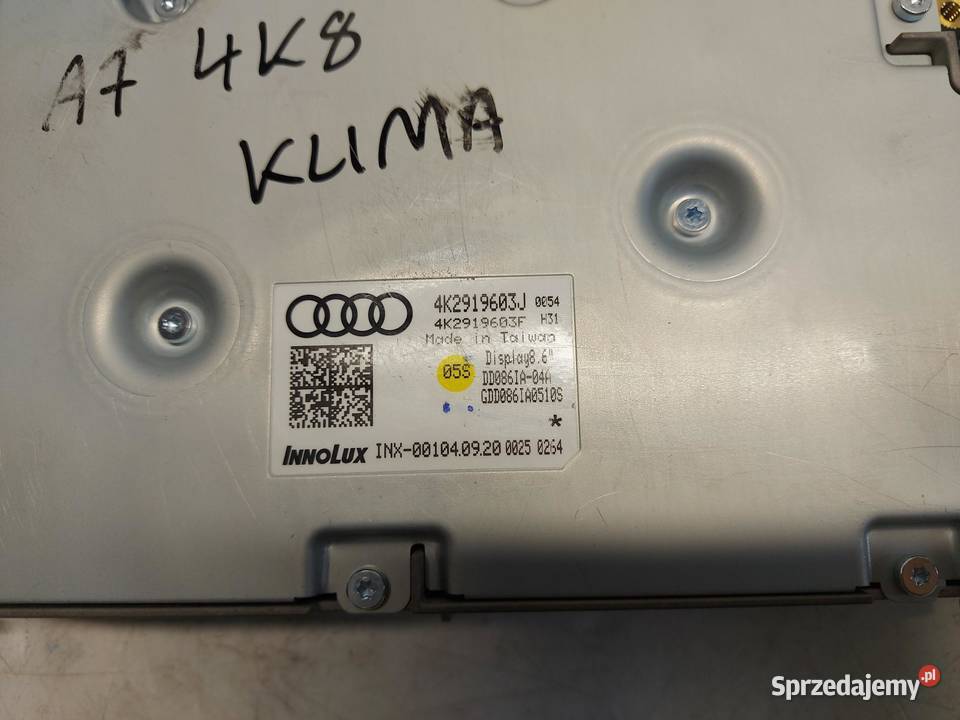 A7 4K8
KLIMA
4K2919603J 0054
4K2919603F H31
Made in Taiwan
Display8.6"
05S
DD086IA-04A
GDD086IA0510S
*
INNOLUX INX-00104.09.20 0025 0264
Sprzedajemy.pl